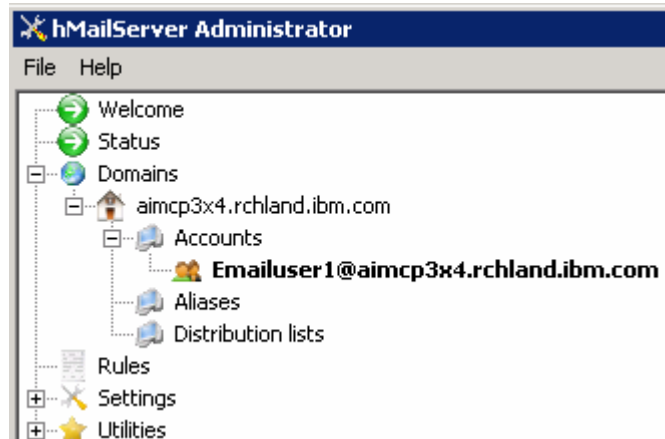 hMailServer Administrator
File Help
Welcome
Status
Domains
aimcp3x4.rchland.ibm.com
Accounts
Emailuser1@aimcp3x4.rchland.ibm.com
Aliases
Distribution lists
Rules
Settings
Utilities